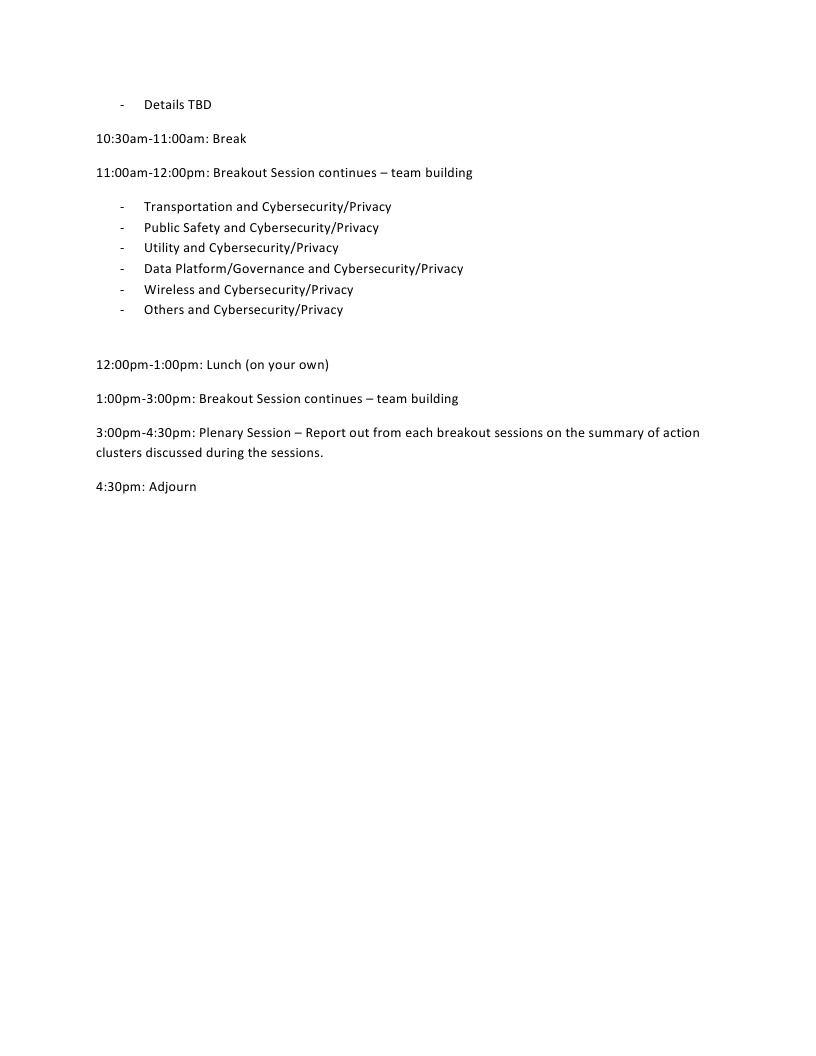 - Details TBD
10:30am-11:00am: Break
11:00am-12:00pm: Breakout Session continues – team building
- Transportation and Cybersecurity/Privacy
- Public Safety and Cybersecurity/Privacy
- Utility and Cybersecurity/Privacy
- Data Platform/Governance and Cybersecurity/Privacy
- Wireless and Cybersecurity/Privacy
- Others and Cybersecurity/Privacy
12:00pm-1:00pm: Lunch (on your own)
1:00pm-3:00pm: Breakout Session continues – team building
3:00pm-4:30pm: Plenary Session – Report out from each breakout sessions on the summary of action
clusters discussed during the sessions.
4:30pm: Adjourn